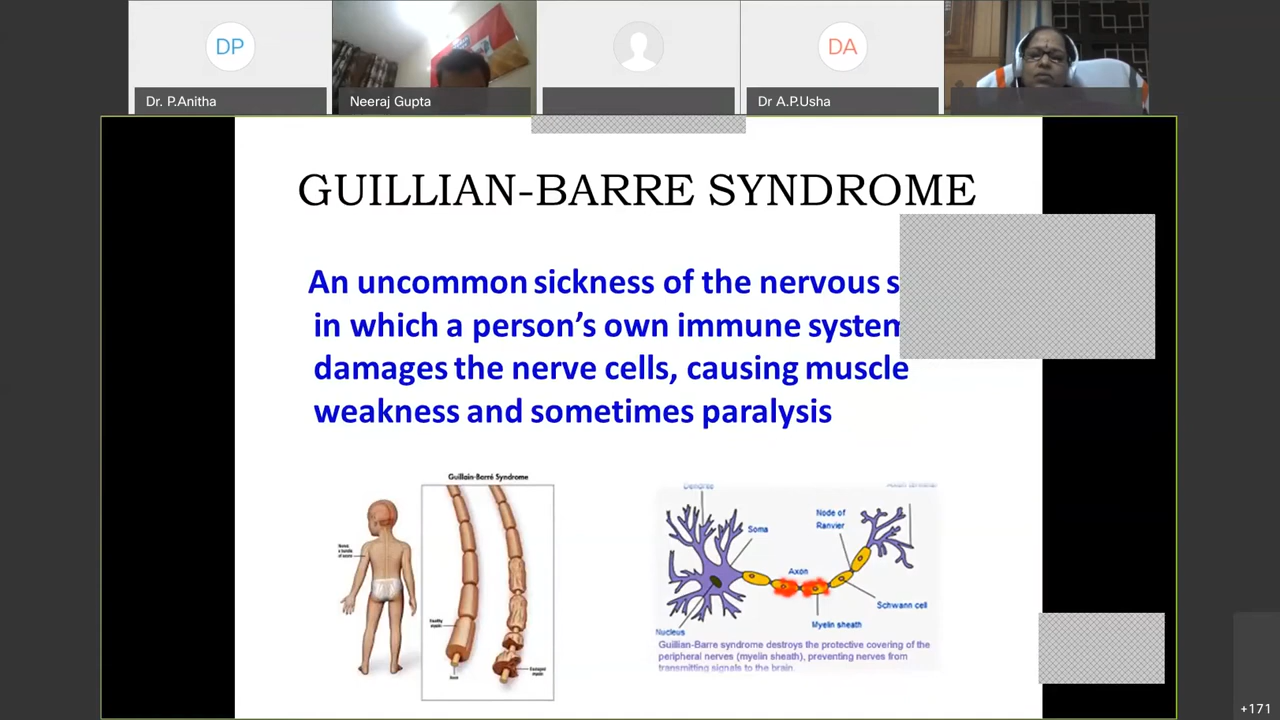 DP
DA
Dr. P.Anitha
Neeraj Gupta
Dr A.P.Usha
GUILLIAN-BARRE SYNDROME
An uncommon sickness of the nervous s
in which a person’s own immune system
damages the nerve cells, causing muscle
weakness and sometimes paralysis
Guillain-Barré Syndrome
Dendrite
Soma
Node of
Ranvier
Axon
Schwann cell
Myelin sheath
Nucleus
Guillian-Barre syndrome destroys the protective covering of the
peripheral nerves (myelin sheath), preventing nerves from
transmitting signals to the brain.
+171